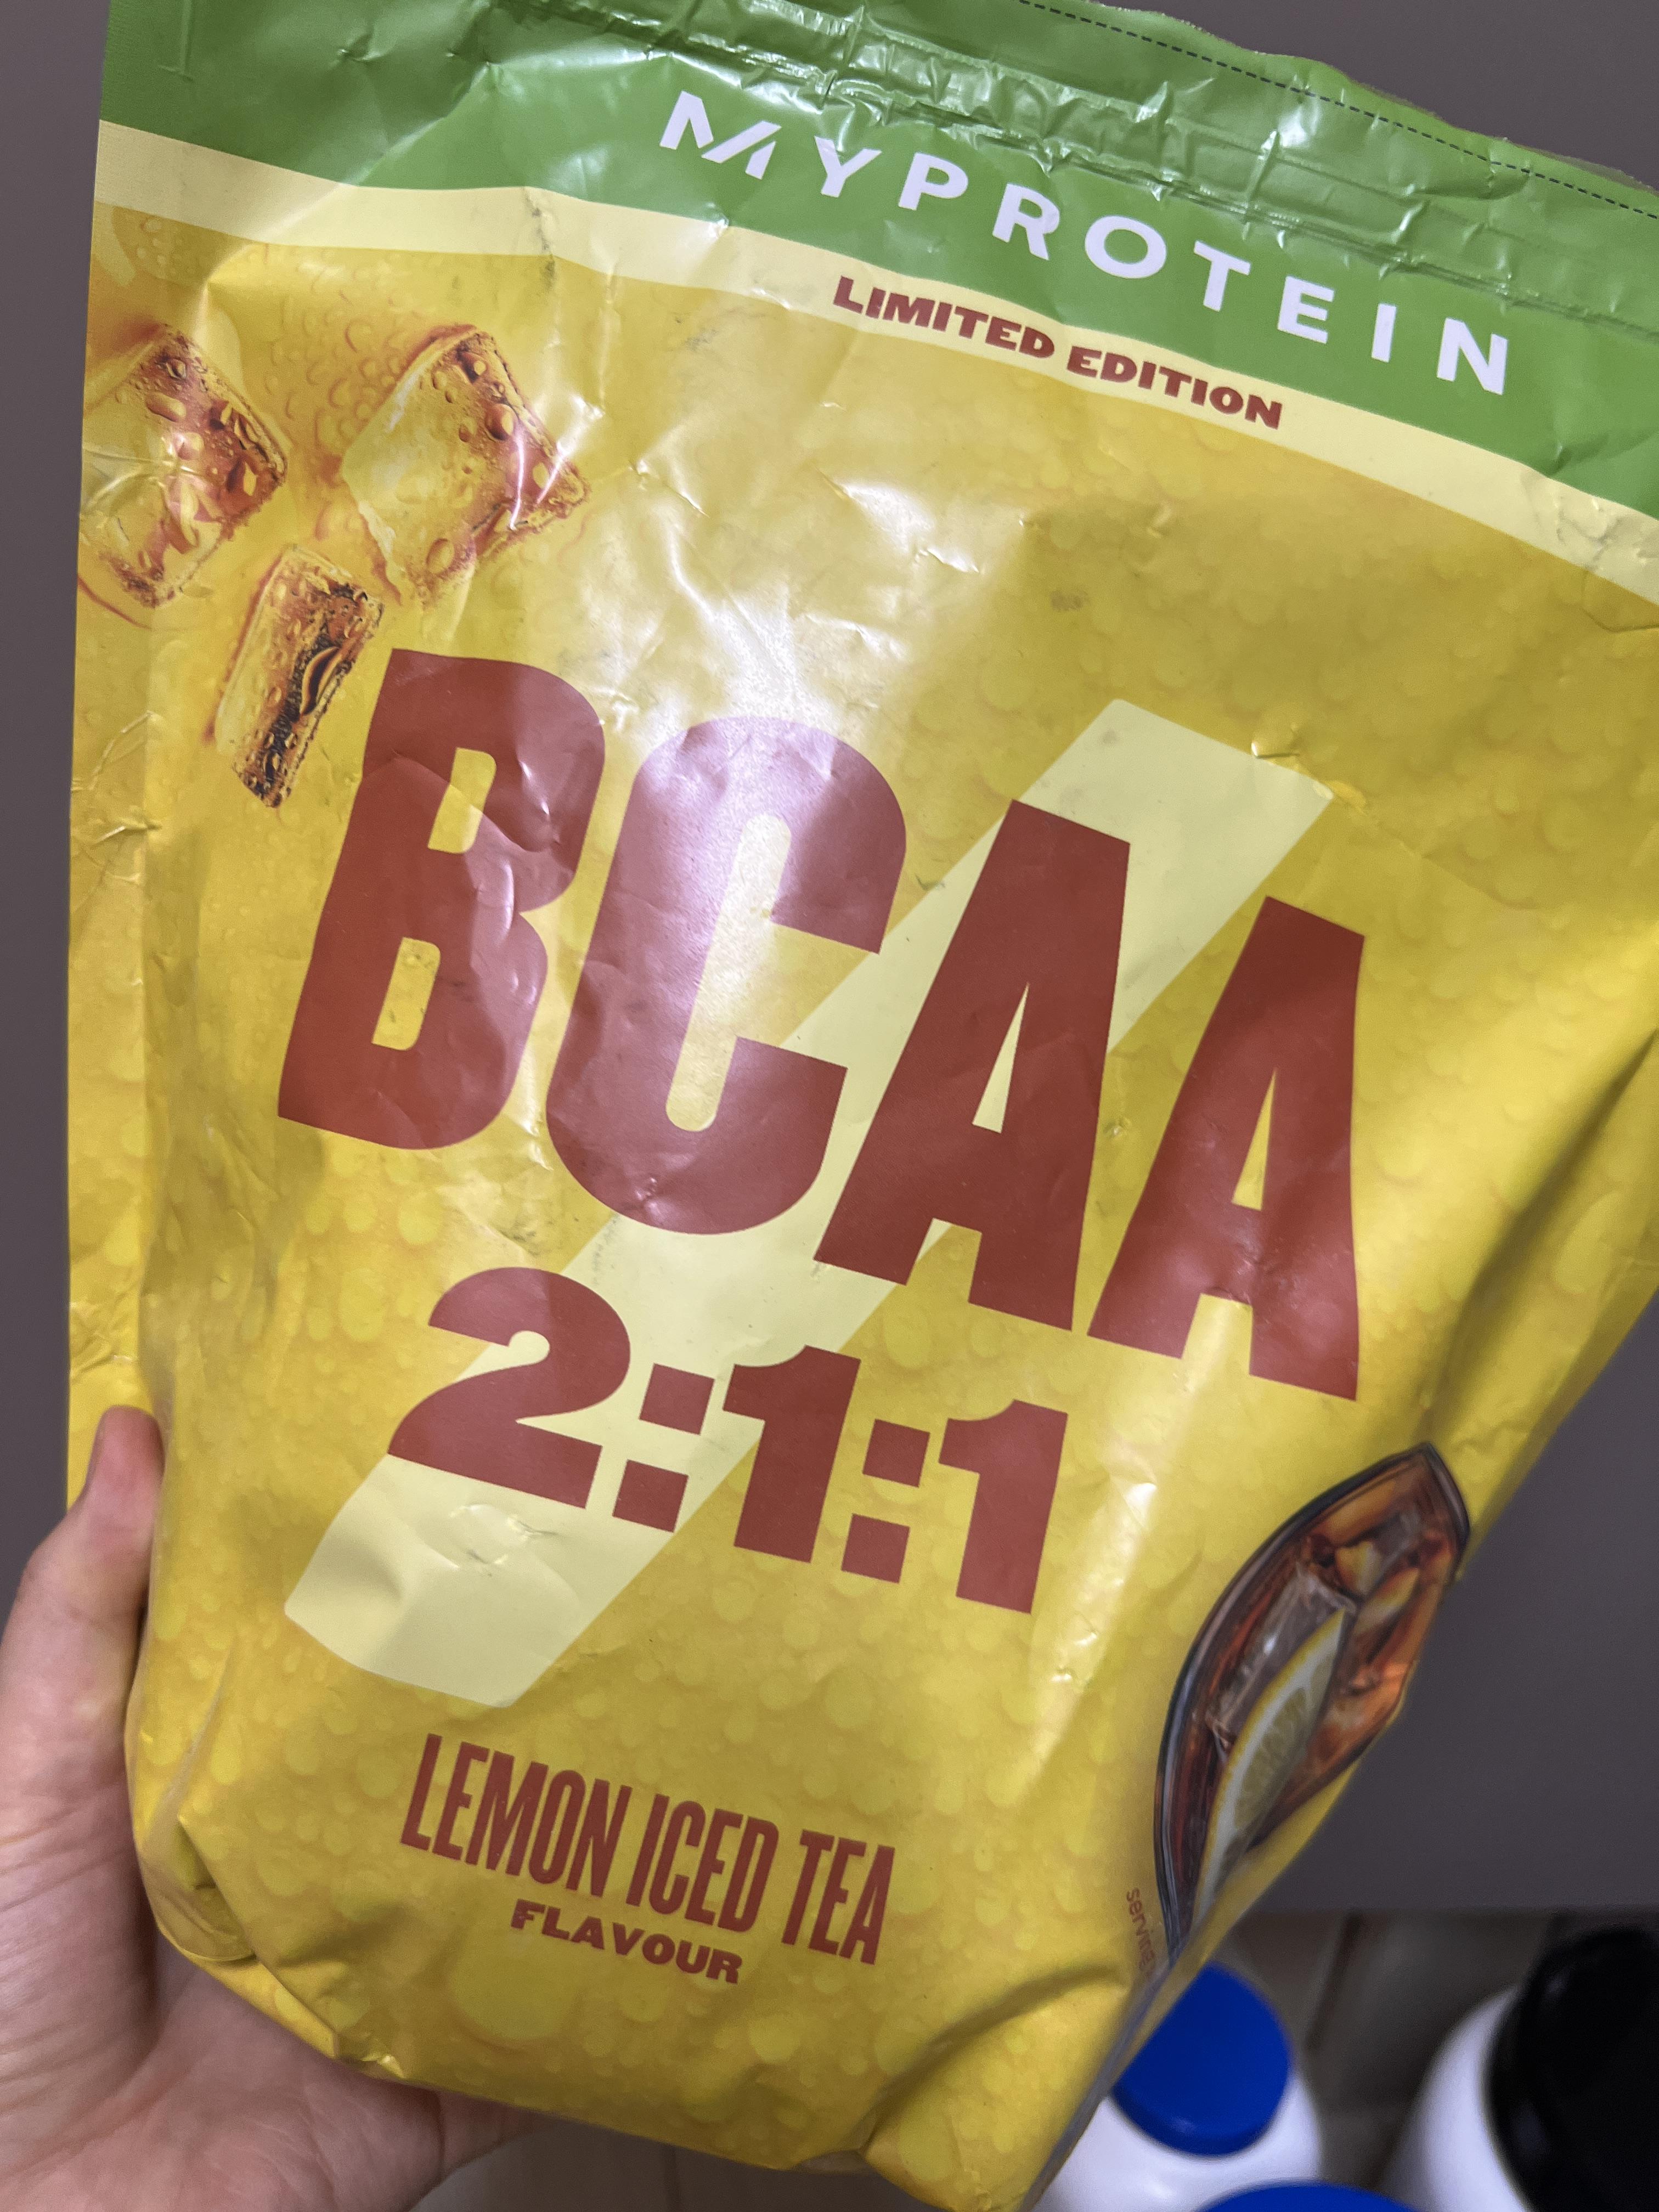 MYPROTEIN
LIMITED EDITION
BCAA
2:1:1
LEMON ICED TEA
FLAVOUR